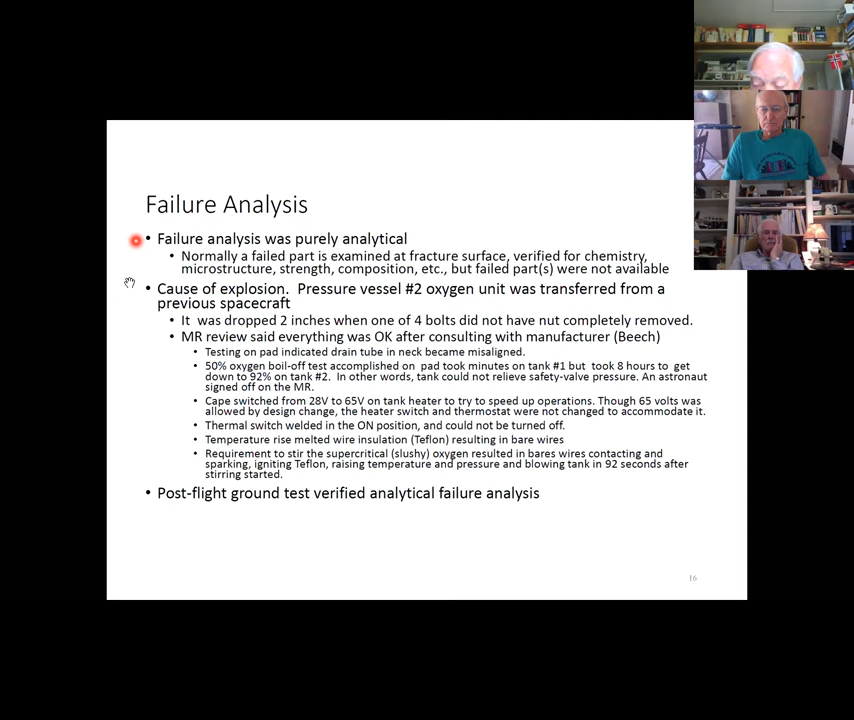 Failure Analysis
• Failure analysis was purely analytical
• Normally a failed part is examined at fracture surface, verified for chemistry,
microstructure, strength, composition, etc., but failed part(s) were not available
• Cause of explosion.  Pressure vessel #2 oxygen unit was transferred from a
previous spacecraft
• It  was dropped 2 inches when one of 4 bolts did not have nut completely removed.
• MR review said everything was OK after consulting with manufacturer (Beech)
• Testing on pad indicated drain tube in neck became misaligned.
• 50% oxygen boil-off test accomplished on  pad took minutes on tank #1 but  took 8 hours to  get
down to 92% on tank #2.  In other words, tank could not relieve safety-valve pressure. An astronaut
signed off on the MR.
• Cape switched from 28V to 65V on tank heater to try to speed up operations. Though 65 volts was
allowed by design change, the heater switch and thermostat were not changed to accommodate it.
• Thermal switch welded in the ON position, and could not be turned off.
• Temperature rise melted wire insulation (Teflon) resulting in bare wires
• Requirement to stir the supercritical (slushy) oxygen resulted in bares wires contacting and
sparking, igniting Teflon, raising temperature and pressure and blowing tank in 92 seconds after
stirring started.
• Post-flight ground test verified analytical failure analysis
16